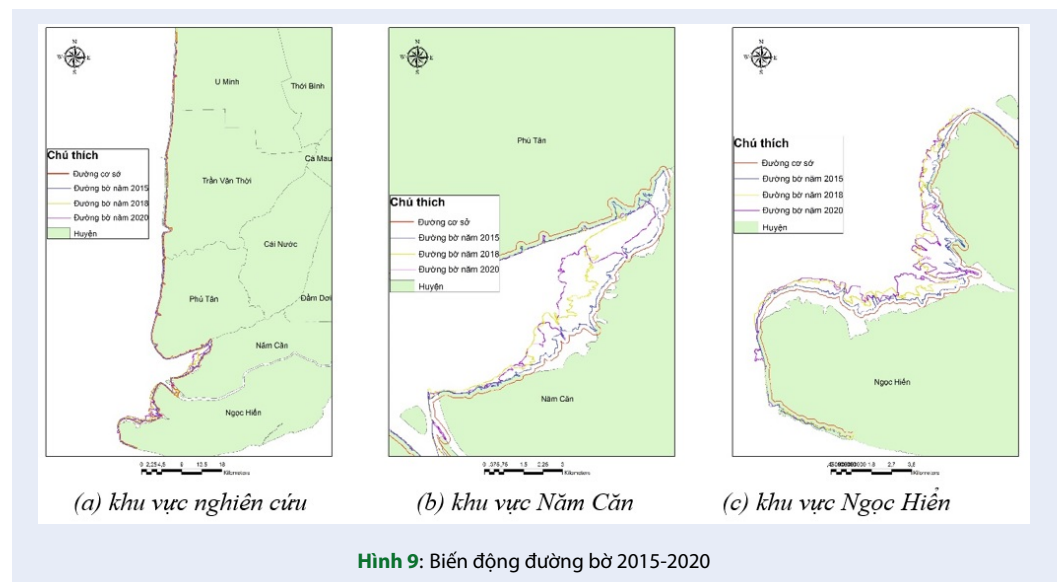 N
W E
S
U Minh
Thới Bình
Chú thích
Đường cơ sở
Đường bờ năm 2015
Đường bờ năm 2018
Đường bờ năm 2020
Huyện
Cà Mau
Trần Văn Thời
Cái Nước
Phú Tân
Đầm Dơi
Năm Căn
Ngọc Hiển
Kilometers
(a) khu vực nghiên cứu
N
W E
S
Phú Tân
Chú thích
Đường cơ sở
Đường bờ năm 2015
Đường bờ năm 2018
Đường bờ năm 2020
Huyện
Năm Căn
Kilometers
(b) khu vực Năm Căn
N
W E
S
Chú thích
Đường cơ sở
Đường bờ năm 2015
Đường bờ năm 2018
Đường bờ năm 2020
Huyện
Ngọc Hiển
Kilometers
(c) khu vực Ngọc Hiển
Hình 9: Biến động đường bờ 2015-2020